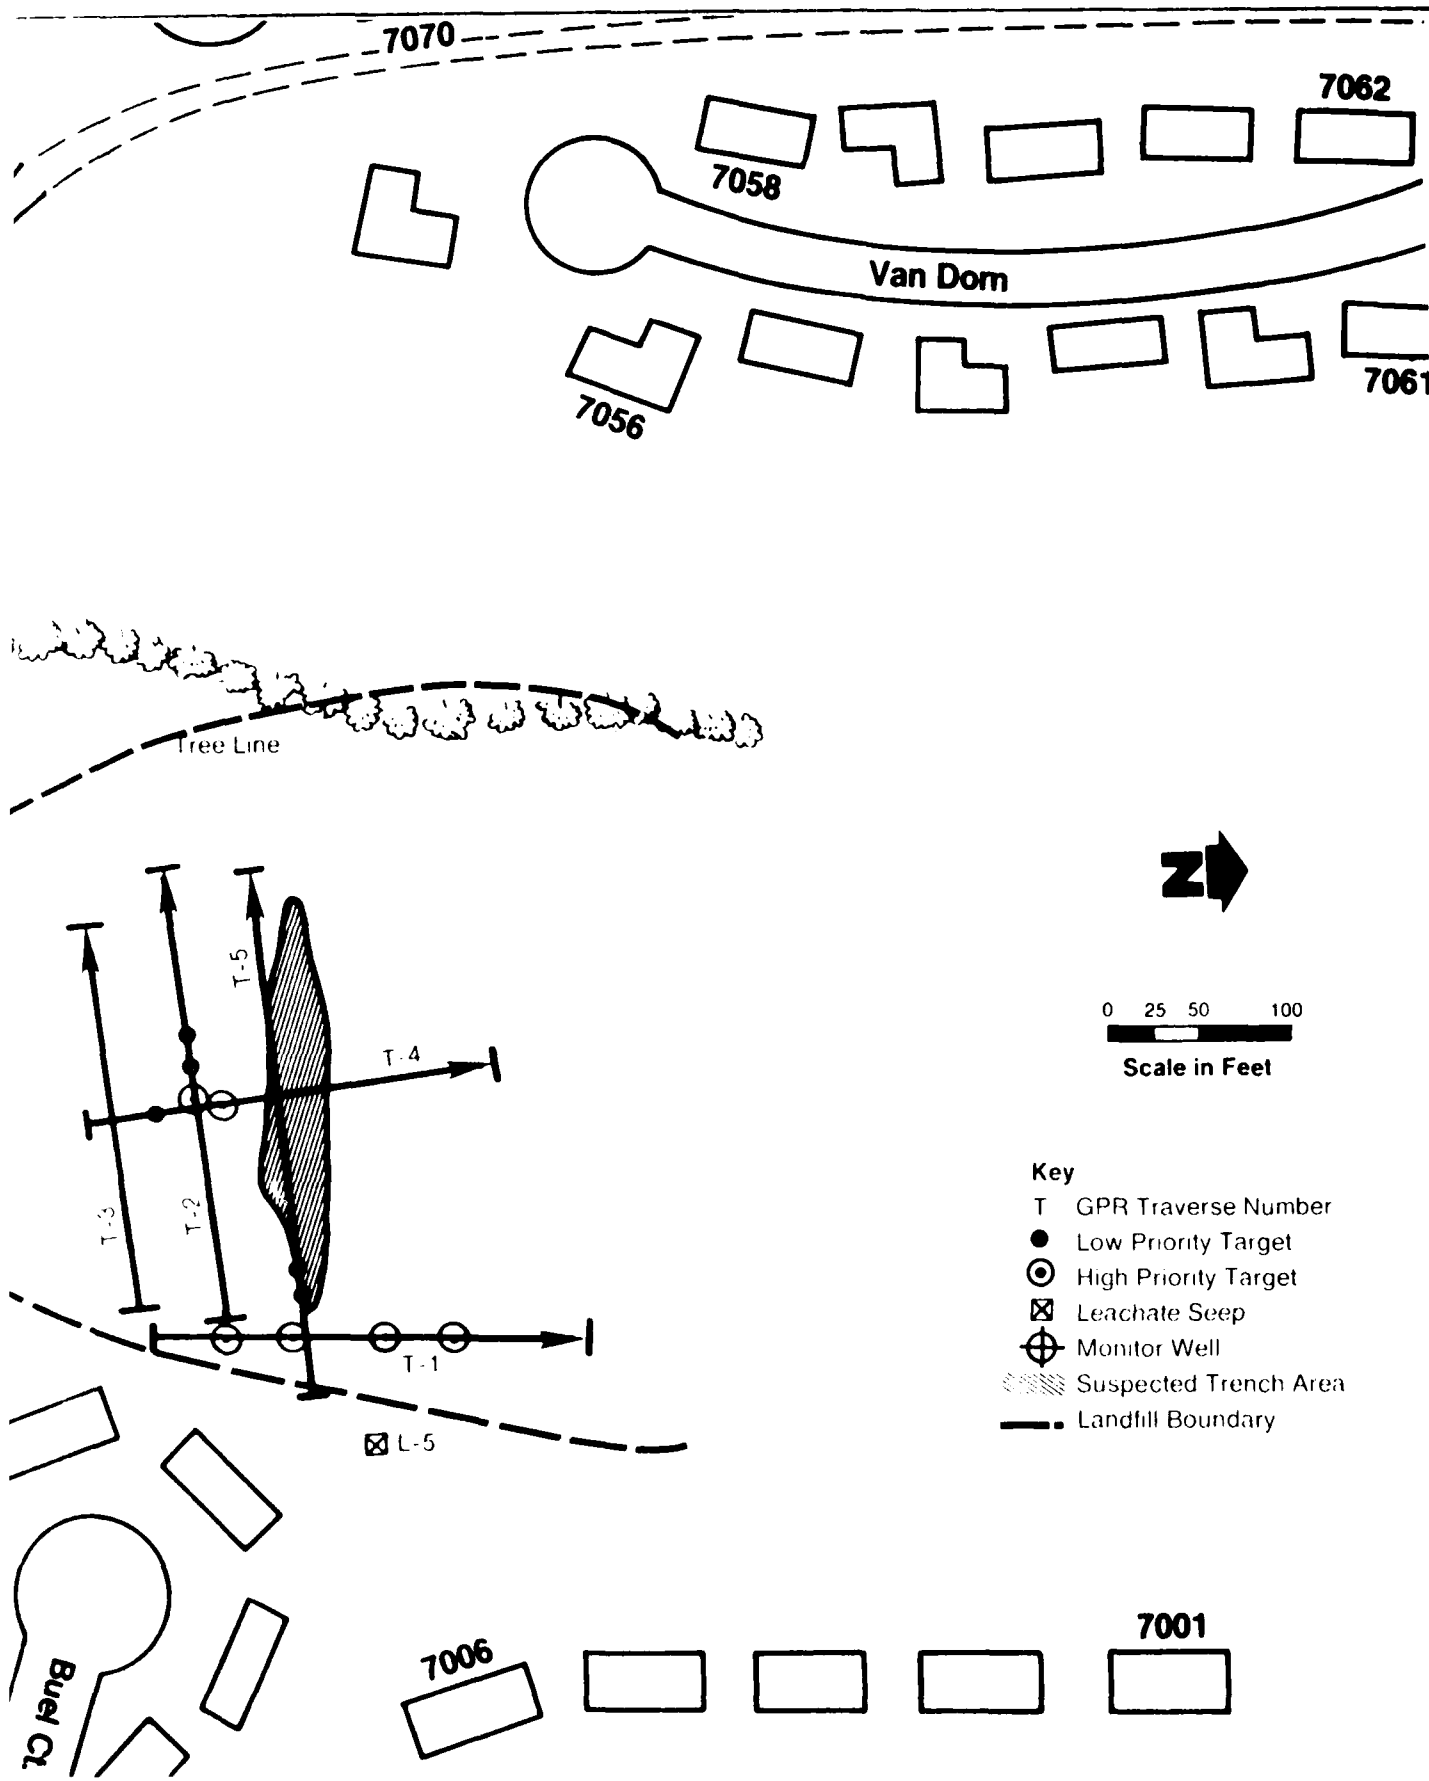 7070
7062
7058
Van Dorn
7061
7056
Tree Line
N
T-5
T-4
0 25 50 100
Scale in Feet
T-3
T-2
T-1
L-5
Key
T GPR Traverse Number
Low Priority Target
High Priority Target
Leachate Seep
Monitor Well
Suspected Trench Area
Landfill Boundary
7001
7006
Buel Ct.